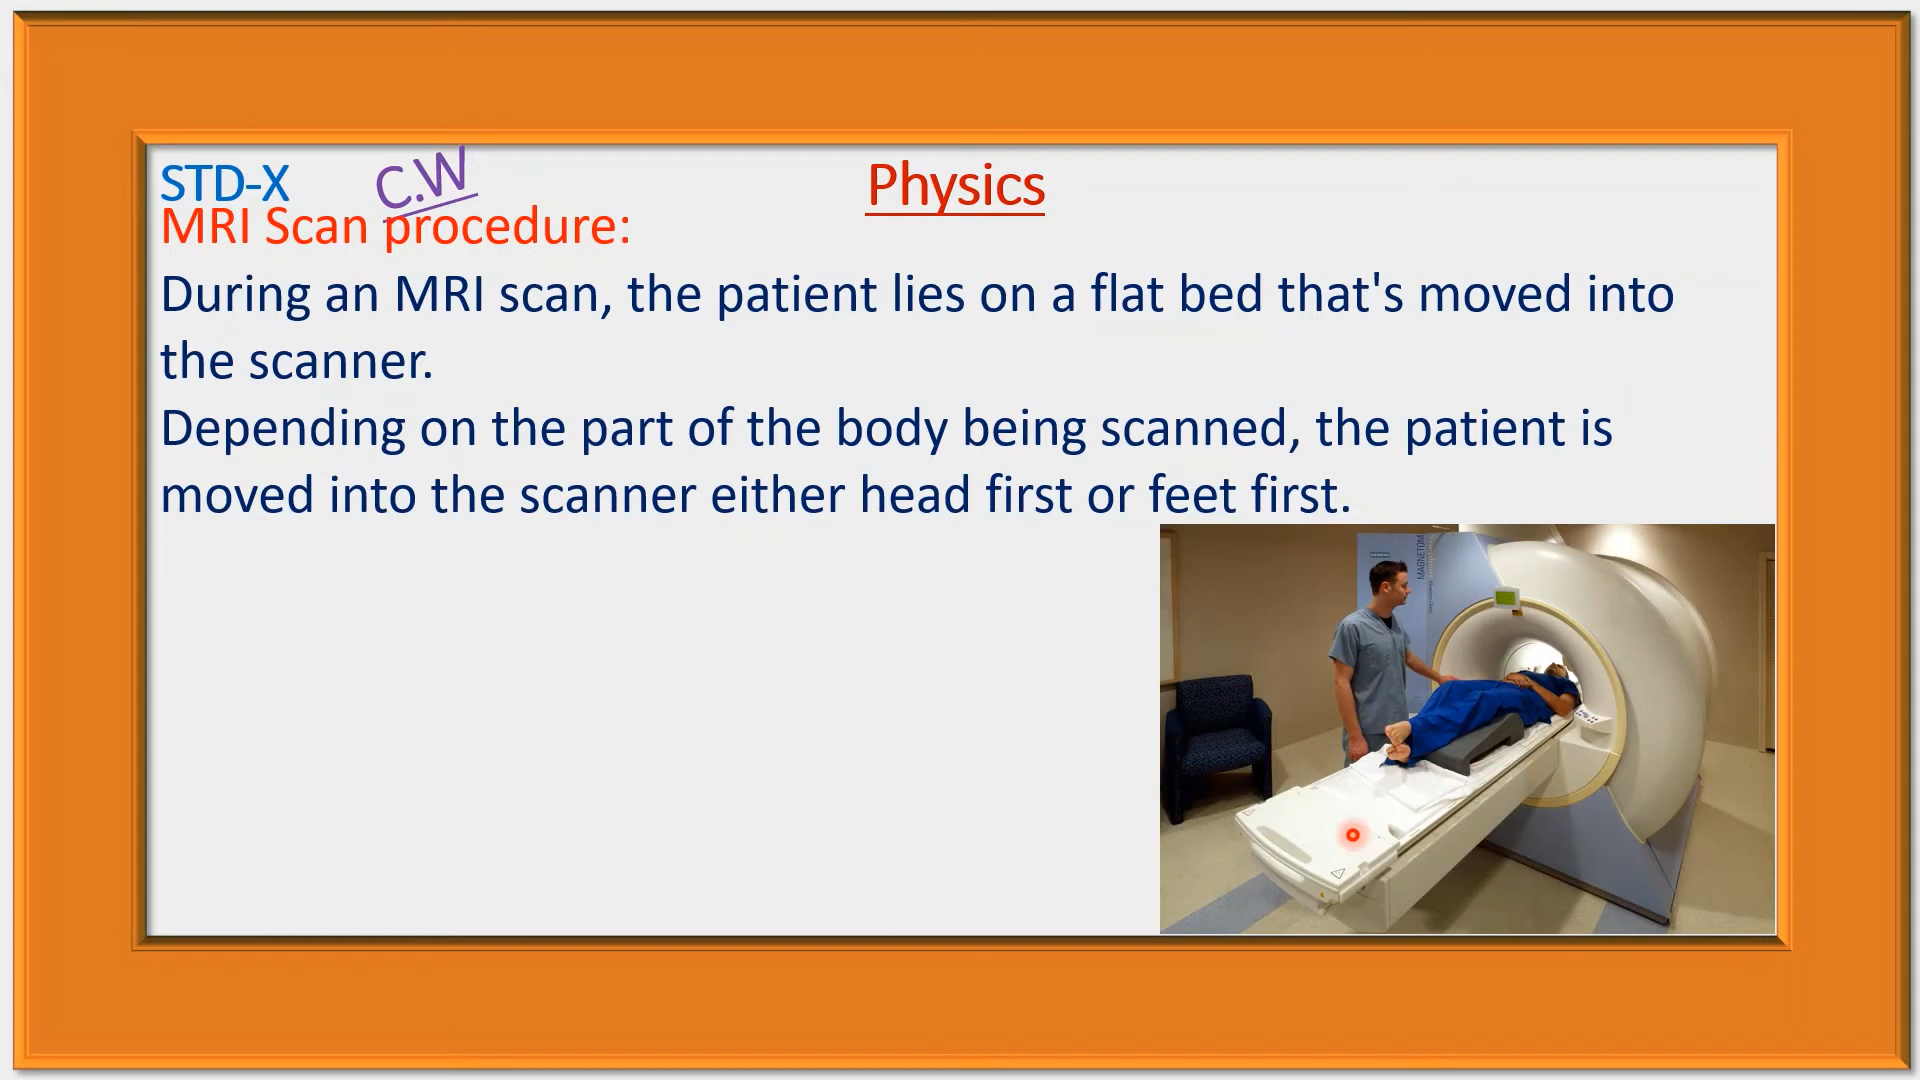 STD-X C.W Physics
MRI Scan procedure:
During an MRI scan, the patient lies on a flat bed that's moved into
the scanner.
Depending on the part of the body being scanned, the patient is
moved into the scanner either head first or feet first.
SIEMENS
MAGNETOM